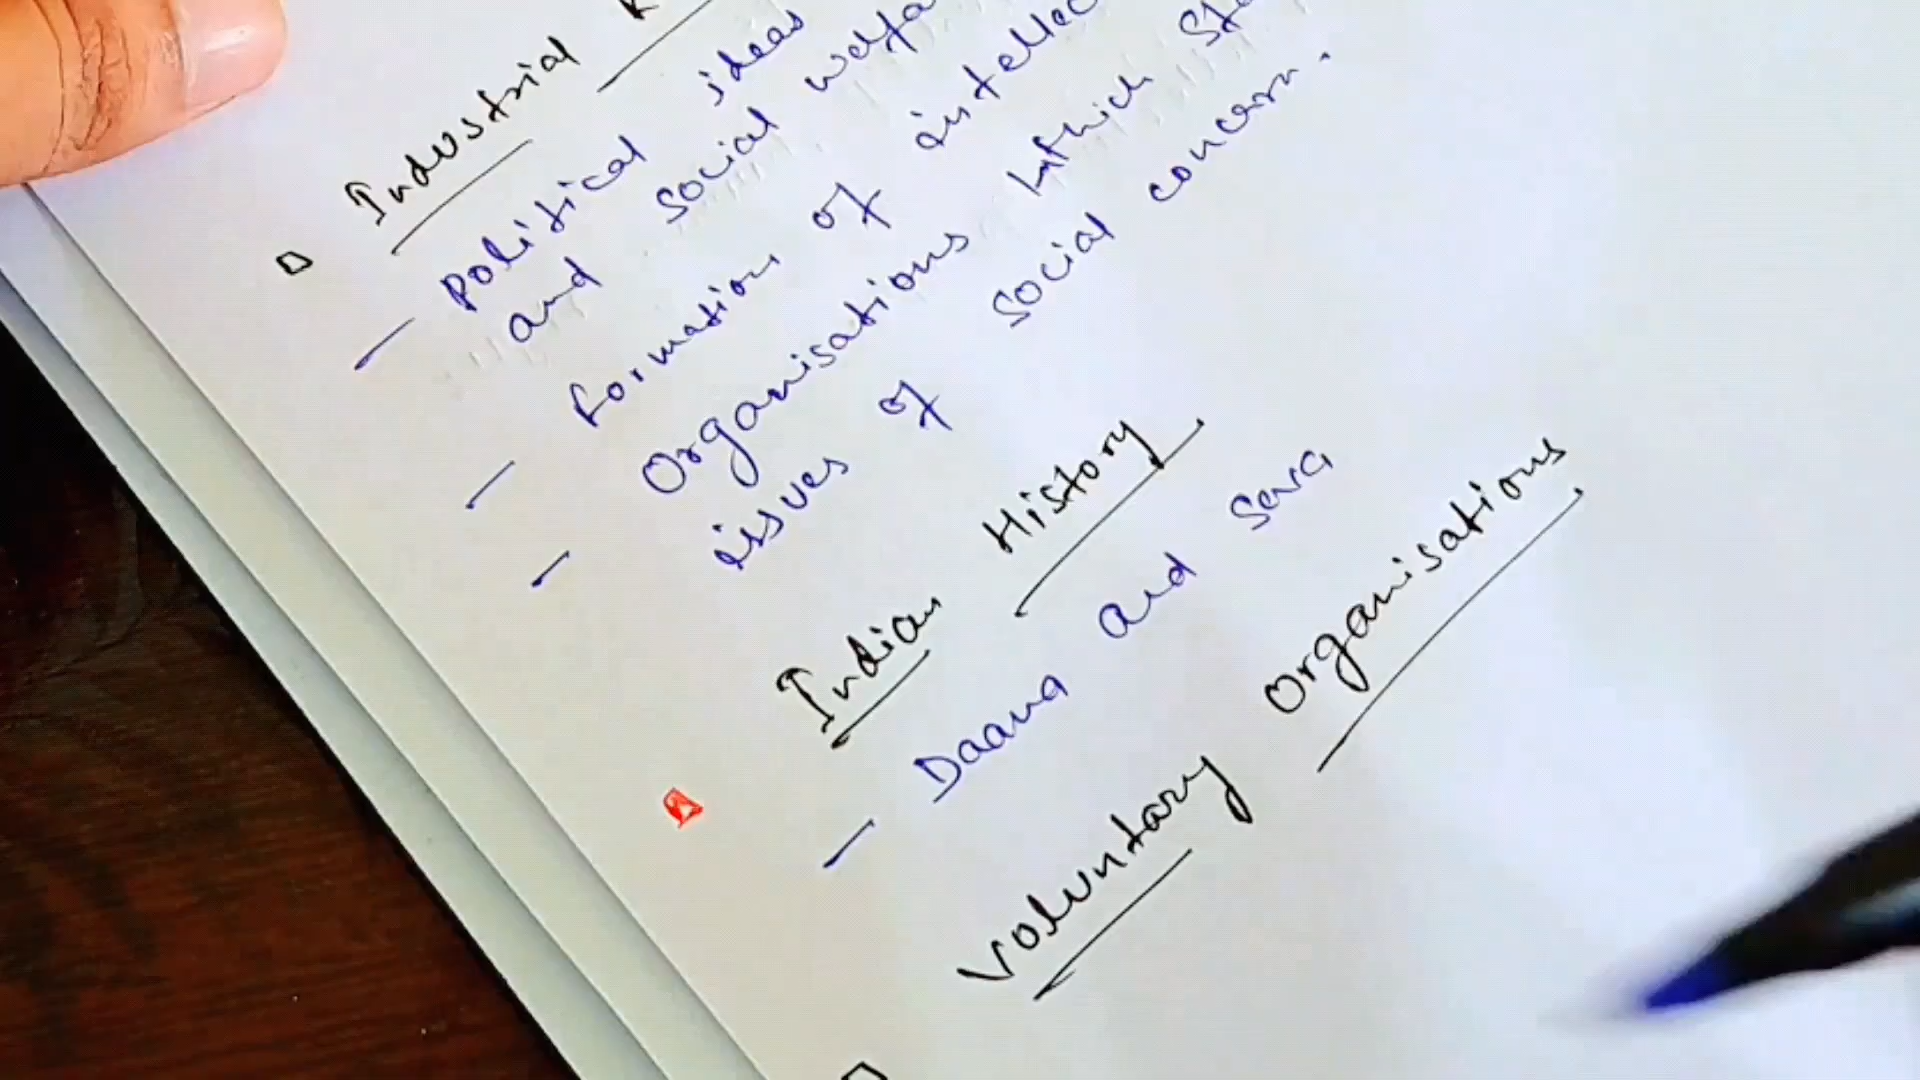 Industrial
- Political ideas
and social
- formation of
- Organisations which
issues of social concern.
Indian History
- Daana and Seva
Voluntary Organisations